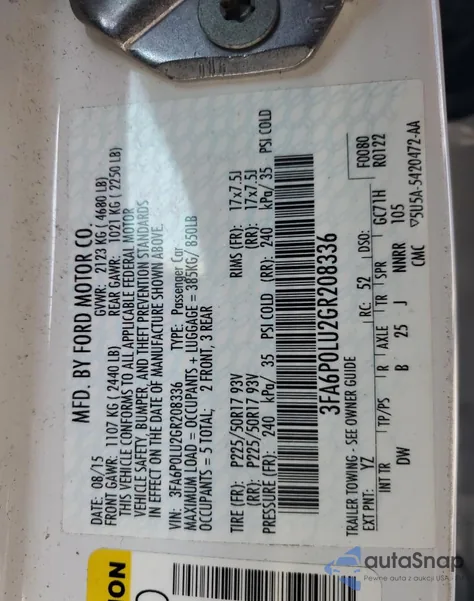 MFD. BY FORD MOTOR CO.
DATE: 08/15 GVWR: 2123 KG ( 4680 LB)
FRONT GAWR: 1107 KG ( 2440 LB) REAR GAWR: 1021 KG ( 2250 LB)
THIS VEHICLE CONFORMS TO ALL APPLICABLE FEDERAL MOTOR
VEHICLE SAFETY, BUMPER, AND THEFT PREVENTION STANDARDS
IN EFFECT ON THE DATE OF MANUFACTURE SHOWN ABOVE.
VIN: 3FA6P0LU2GR208336 TYPE: Passenger Car
MAXIMUM LOAD = OCCUPANTS + LUGGAGE = 385KG/ 850LB
OCCUPANTS = 5 TOTAL; 2 FRONT, 3 REAR
TIRE (FR): P225/50R17 93V RIMS (FR): 17x7.5J
(RR): P225/50R17 93V (RR): 17x7.5J
PRESSURE (FR): 240 kPa/ 35 PSI COLD (RR): 240 kPa/ 35 PSI COLD
3FA6P0LU2GR208336
TRAILER TOWING - SEE OWNER GUIDE
F0080
R0122
EXT PNT: YZ RC: 52 DSO: GC71H
INT TR TP/PS R AXLE TR SPR
DW B 25 J NNRR 105
CMC ▽5U5A-5420472-AA
ION
autaSnap
Pewne auta z aukcji USA